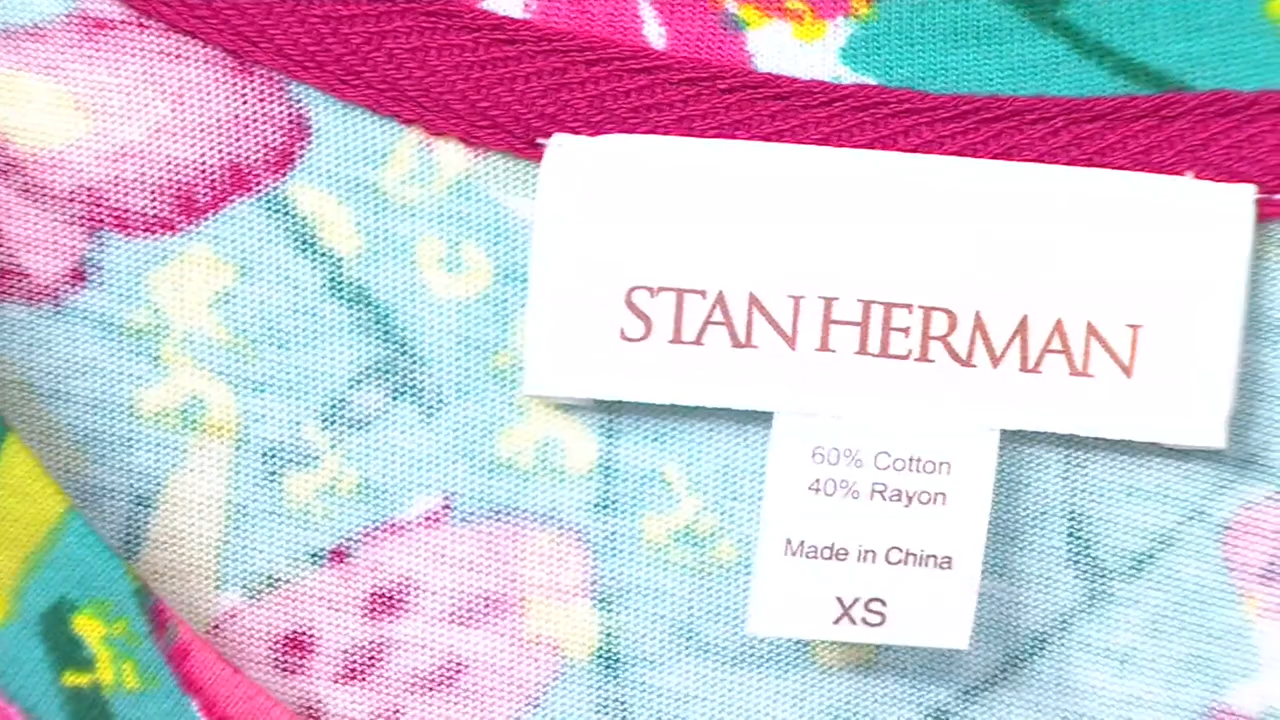 STAN HERMAN
60% Cotton
40% Rayon
Made in China
XS